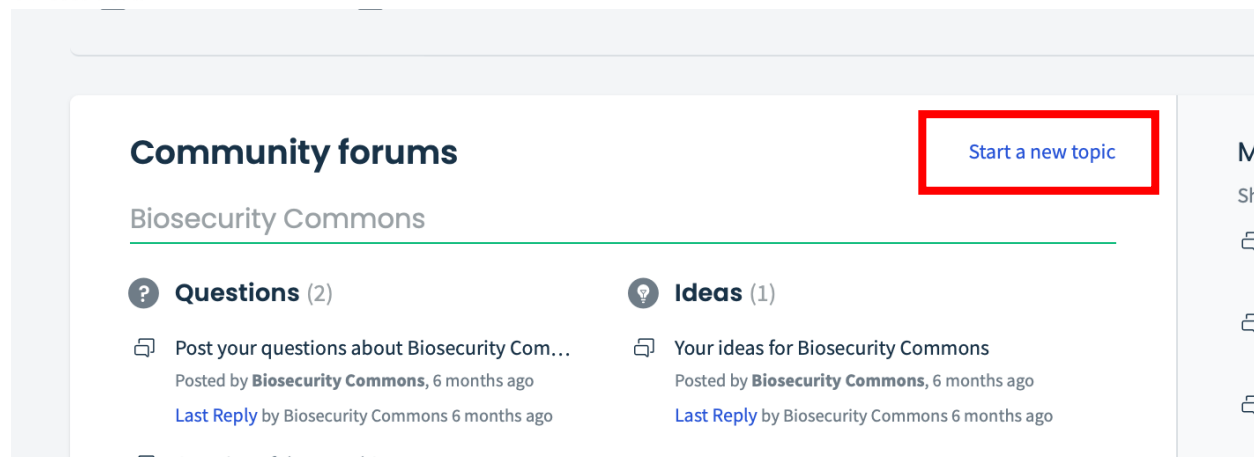 Community forums
Start a new topic
Biosecurity Commons
Questions (2)
Post your questions about Biosecurity Com...
Posted by Biosecurity Commons, 6 months ago
Last Reply by Biosecurity Commons 6 months ago
Ideas (1)
Your ideas for Biosecurity Commons
Posted by Biosecurity Commons, 6 months ago
Last Reply by Biosecurity Commons 6 months ago